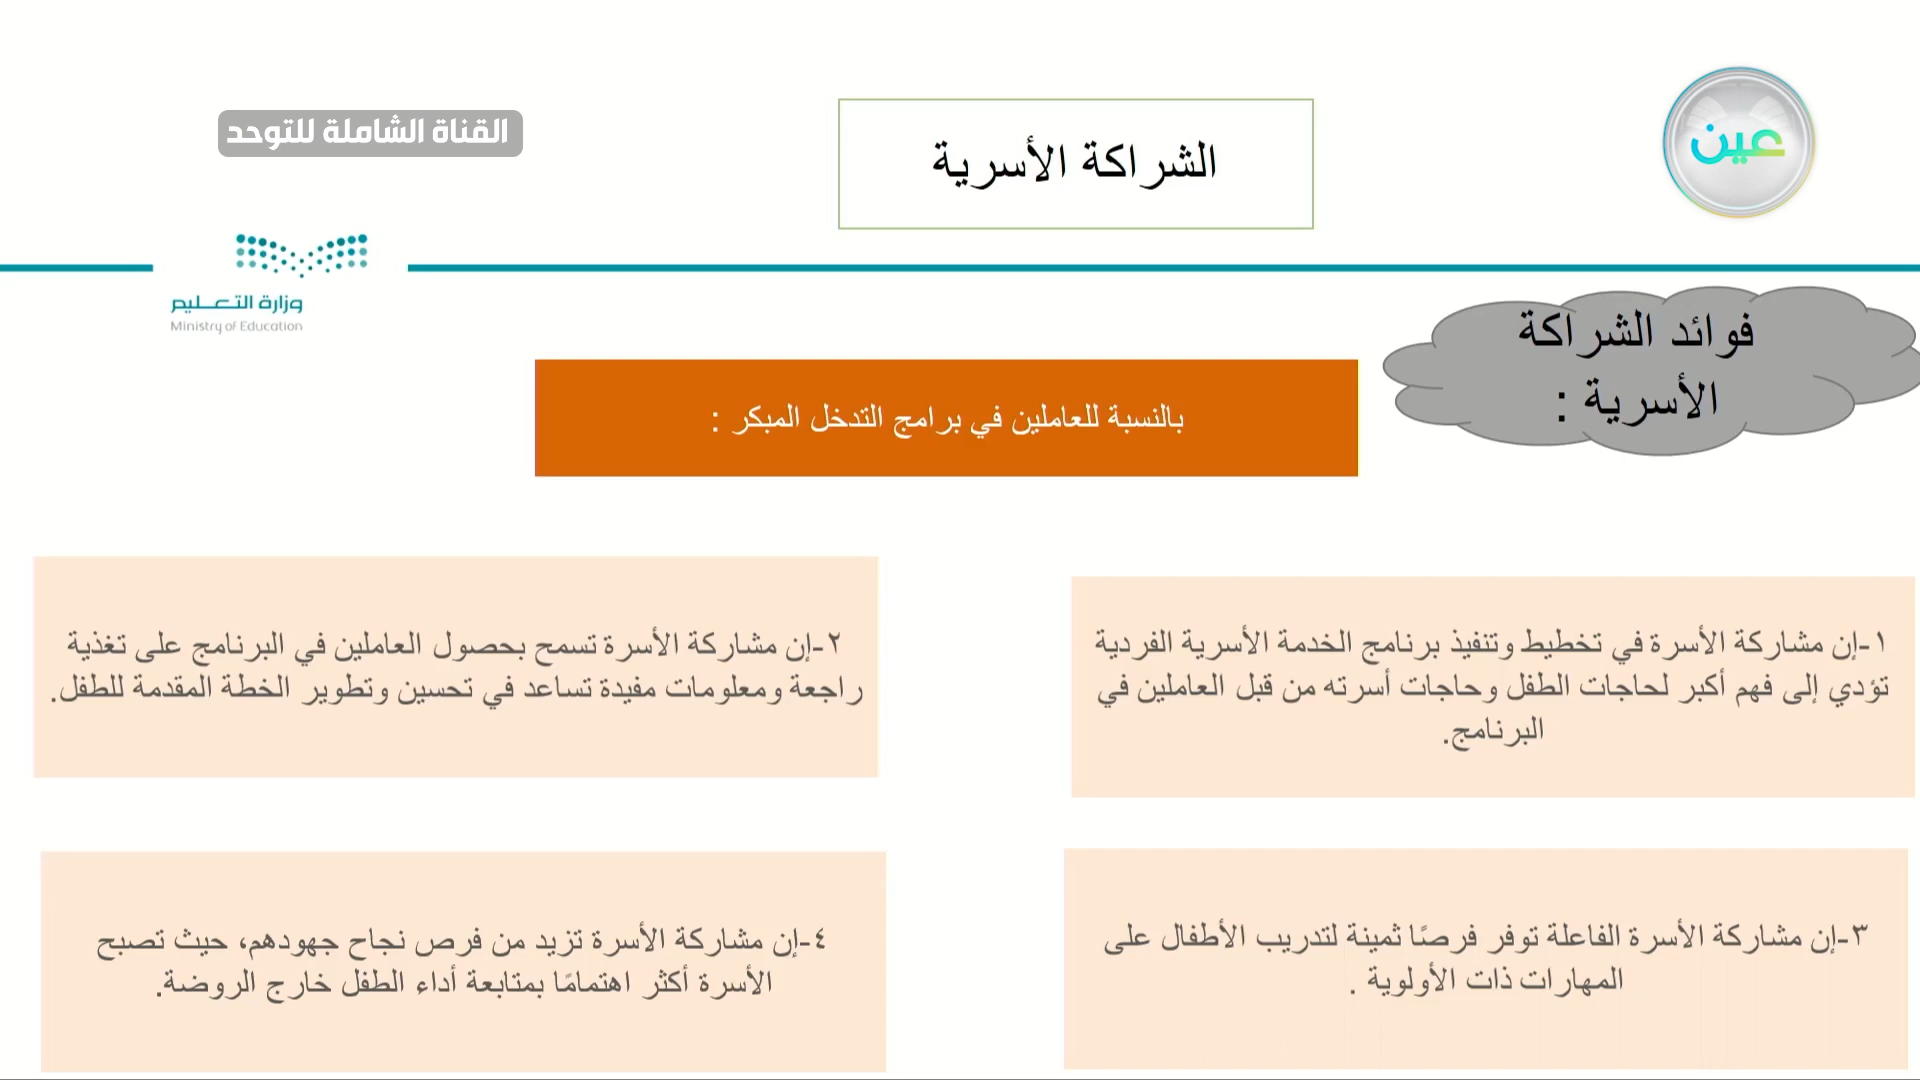 القناة الشاملة للتوحد
الشراكة الأسرية
عين
وزارة التعليم
Ministry of Education
فوائد الشراكة
الأسرية :
بالنسبة للعاملين في برامج التدخل المبكر :
١-إن مشاركة الأسرة في تخطيط وتنفيذ برنامج الخدمة الأسرية الفردية
تؤدي إلى فهم أكبر لحاجات الطفل وحاجات أسرته من قبل العاملين في
البرنامج.
٢-إن مشاركة الأسرة تسمح بحصول العاملين في البرنامج على تغذية
راجعة ومعلومات مفيدة تساعد في تحسين وتطوير الخطة المقدمة للطفل.
٣-إن مشاركة الأسرة الفاعلة توفر فرصًا ثمينة لتدريب الأطفال على
المهارات ذات الأولوية .
٤-إن مشاركة الأسرة تزيد من فرص نجاح جهودهم، حيث تصبح
الأسرة أكثر اهتمامًا بمتابعة أداء الطفل خارج الروضة.